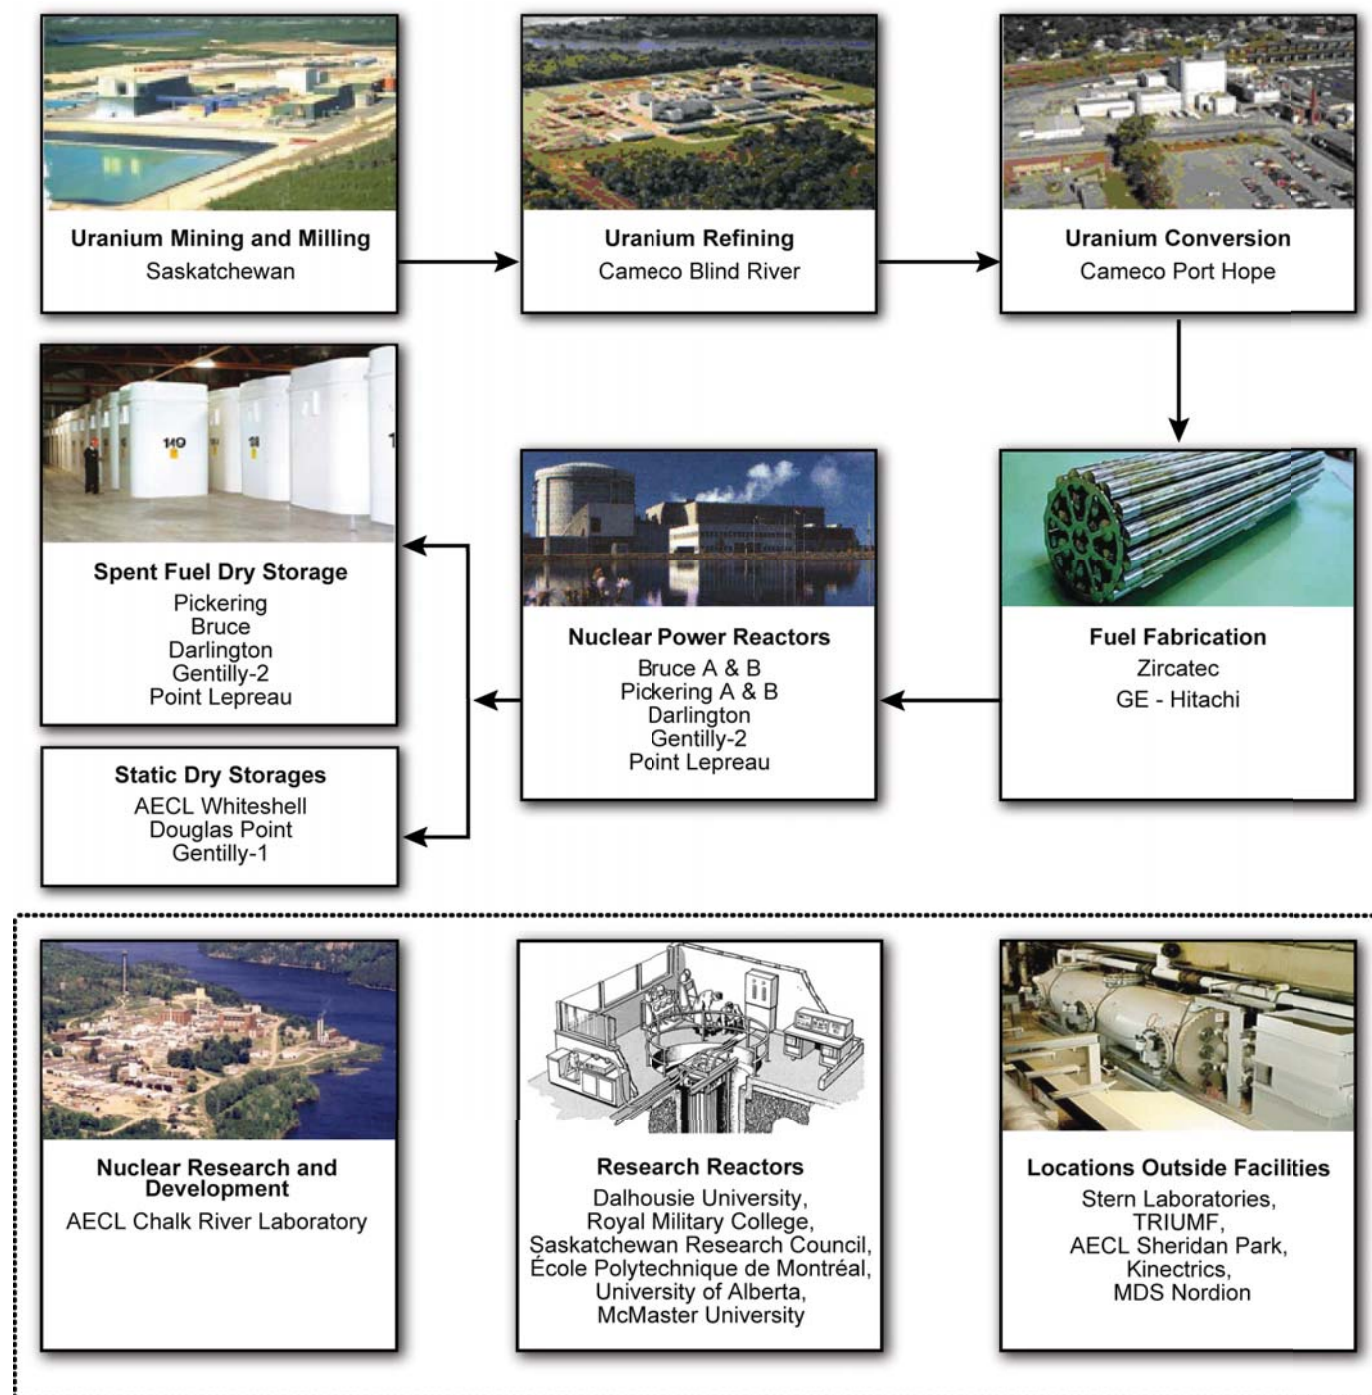 Uranium Mining and Milling
Saskatchewan
Uranium Refining
Cameco Blind River
Uranium Conversion
Cameco Port Hope
149
Spent Fuel Dry Storage
Pickering
Bruce
Darlington
Gentilly-2
Point Lepreau
Nuclear Power Reactors
Bruce A & B
Pickering A & B
Darlington
Gentilly-2
Point Lepreau
Fuel Fabrication
Zircatec
GE - Hitachi
Static Dry Storages
AECL Whiteshell
Douglas Point
Gentilly-1
Nuclear Research and
Development
AECL Chalk River Laboratory
Research Reactors
Dalhousie University,
Royal Military College,
Saskatchewan Research Council,
École Polytechnique de Montréal,
University of Alberta,
McMaster University
Locations Outside Facilities
Stern Laboratories,
TRIUMF,
AECL Sheridan Park,
Kinectrics,
MDS Nordion